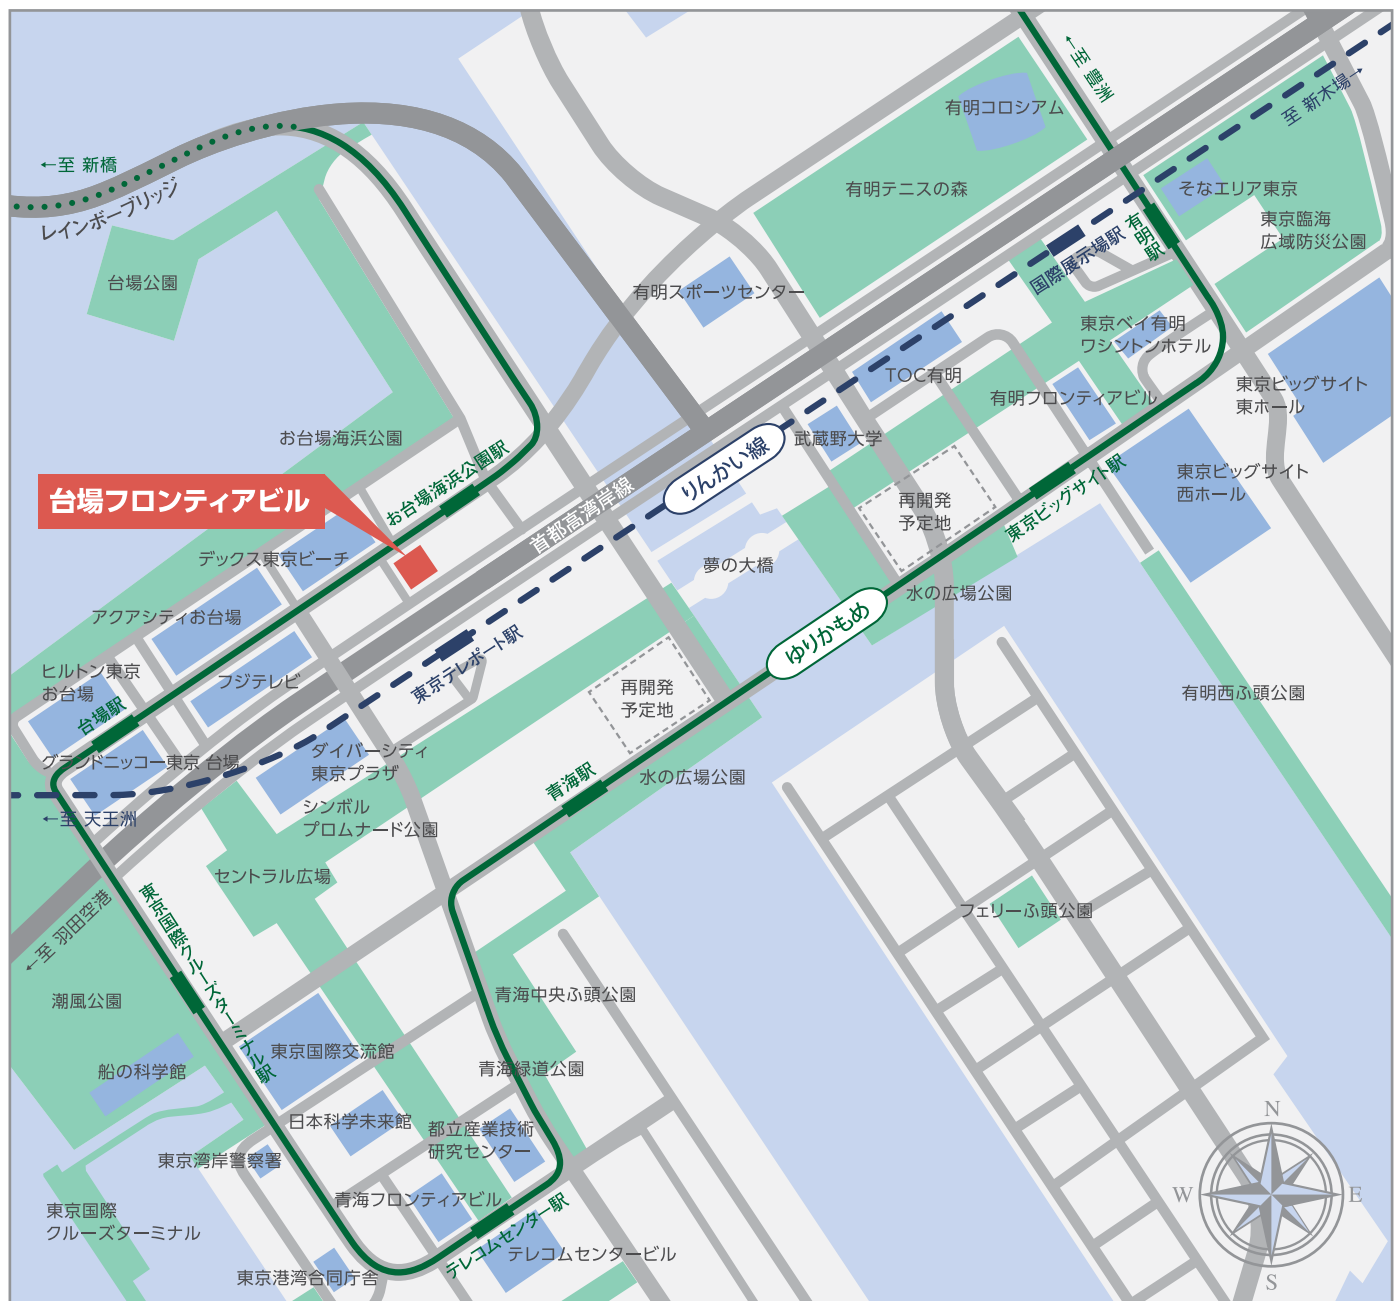 ←至 豊洲
有明コロシアム
至 新木場→
←至 新橋
レインボーブリッジ
有明テニスの森
そなエリア東京
東京臨海
広域防災公園
有明駅
国際展示場駅
台場公園
有明スポーツセンター
東京ベイ有明
ワシントンホテル
TOC有明
東京ビッグサイト
東ホール
有明フロンティアビル
お台場海浜公園
お台場海浜公園駅
武蔵野大学
りんかい線
東京ビッグサイト
西ホール
台場フロンティアビル
首都高湾岸線
再開発
予定地
東京ビッグサイト駅
デックス東京ビーチ
夢の大橋
水の広場公園
アクアシティお台場
ゆりかもめ
東京テレポート駅
ヒルトン東京
お台場
フジテレビ
再開発
予定地
有明西ふ頭公園
台場駅
グランドニッコー東京 台場
ダイバーシティ
東京プラザ
青海駅
水の広場公園
←至 天王洲
シンボル
プロムナード公園
セントラル広場
東京国際クルーズターミナル駅
←至 羽田空港
フェリーふ頭公園
潮風公園
青海中央ふ頭公園
東京国際交流館
船の科学館
青海緑道公園
日本科学未来館
都立産業技術
研究センター
N
東京湾岸警察署
W
E
青海フロンティアビル
東京国際
クルーズターミナル
テレコムセンター駅
テレコムセンタービル
東京港湾合同庁舎
S